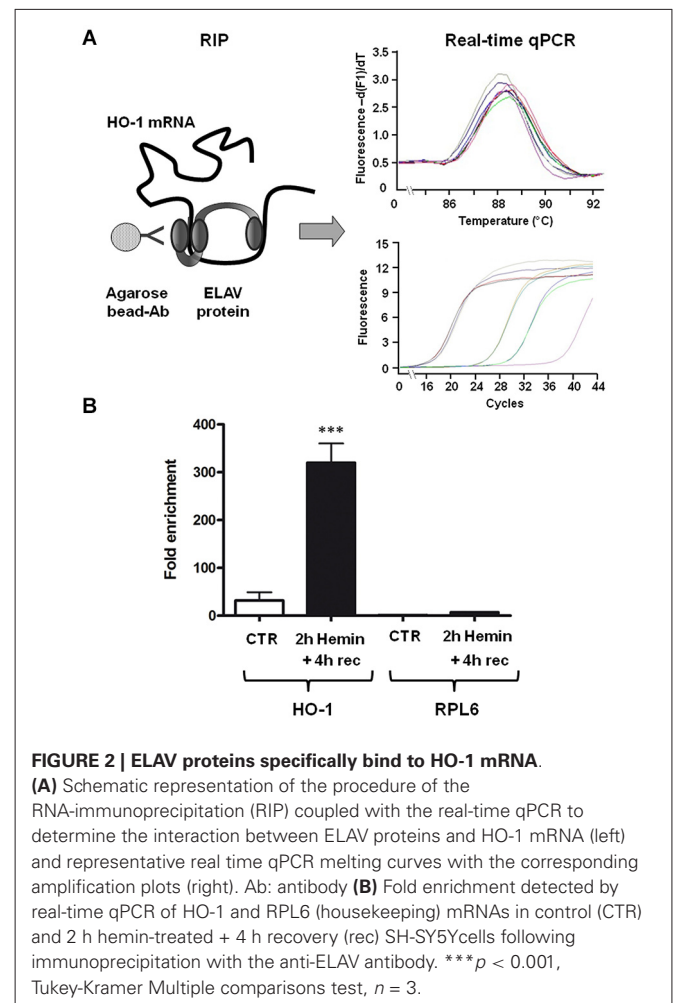 A
RIP
Real-time qPCR
HO-1 mRNA
Agarose
bead-Ab
ELAV
protein
Fluorescence –d(F1)/dT
3.5
3.0
2.5
2.0
1.0
0.5
0
0 86 88 90 92
Temperature (°C)
Fluorescence
15
12
9
6
3
0
0 16 20 24 28 32 36 40 44
Cycles
B
Fold enrichment
400
300
200
100
0
***
CTR
2h Hemin
+ 4h rec
CTR
2h Hemin
+ 4h rec
HO-1
RPL6
FIGURE 2 | ELAV proteins specifically bind to HO-1 mRNA.
(A) Schematic representation of the procedure of the
RNA-immunoprecipitation (RIP) coupled with the real-time qPCR to
determine the interaction between ELAV proteins and HO-1 mRNA (left)
and representative real time qPCR melting curves with the corresponding
amplification plots (right). Ab: antibody (B) Fold enrichment detected by
real-time qPCR of HO-1 and RPL6 (housekeeping) mRNAs in control (CTR)
and 2 h hemin-treated + 4 h recovery (rec) SH-SY5Ycells following
immunoprecipitation with the anti-ELAV antibody. ***p < 0.001,
Tukey-Kramer Multiple comparisons test, n = 3.